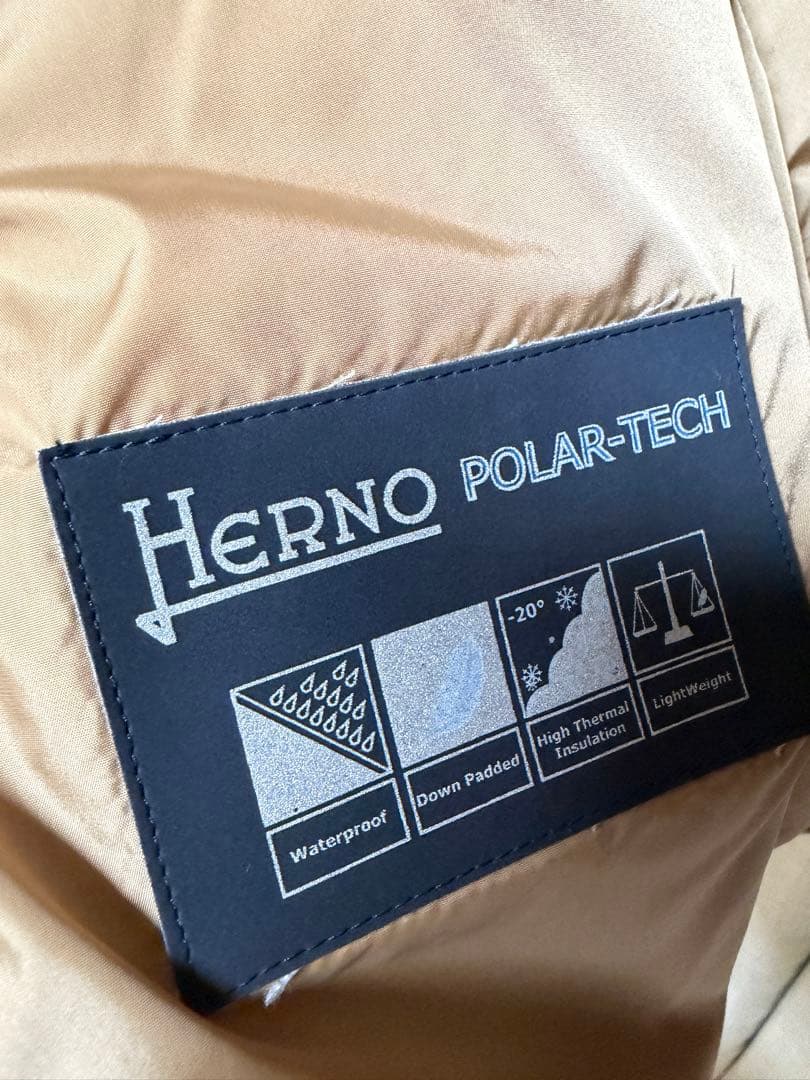 HERNO POLAR-TECH
-20°
Waterproof
Down Padded
High Thermal
Insulation
LightWeight